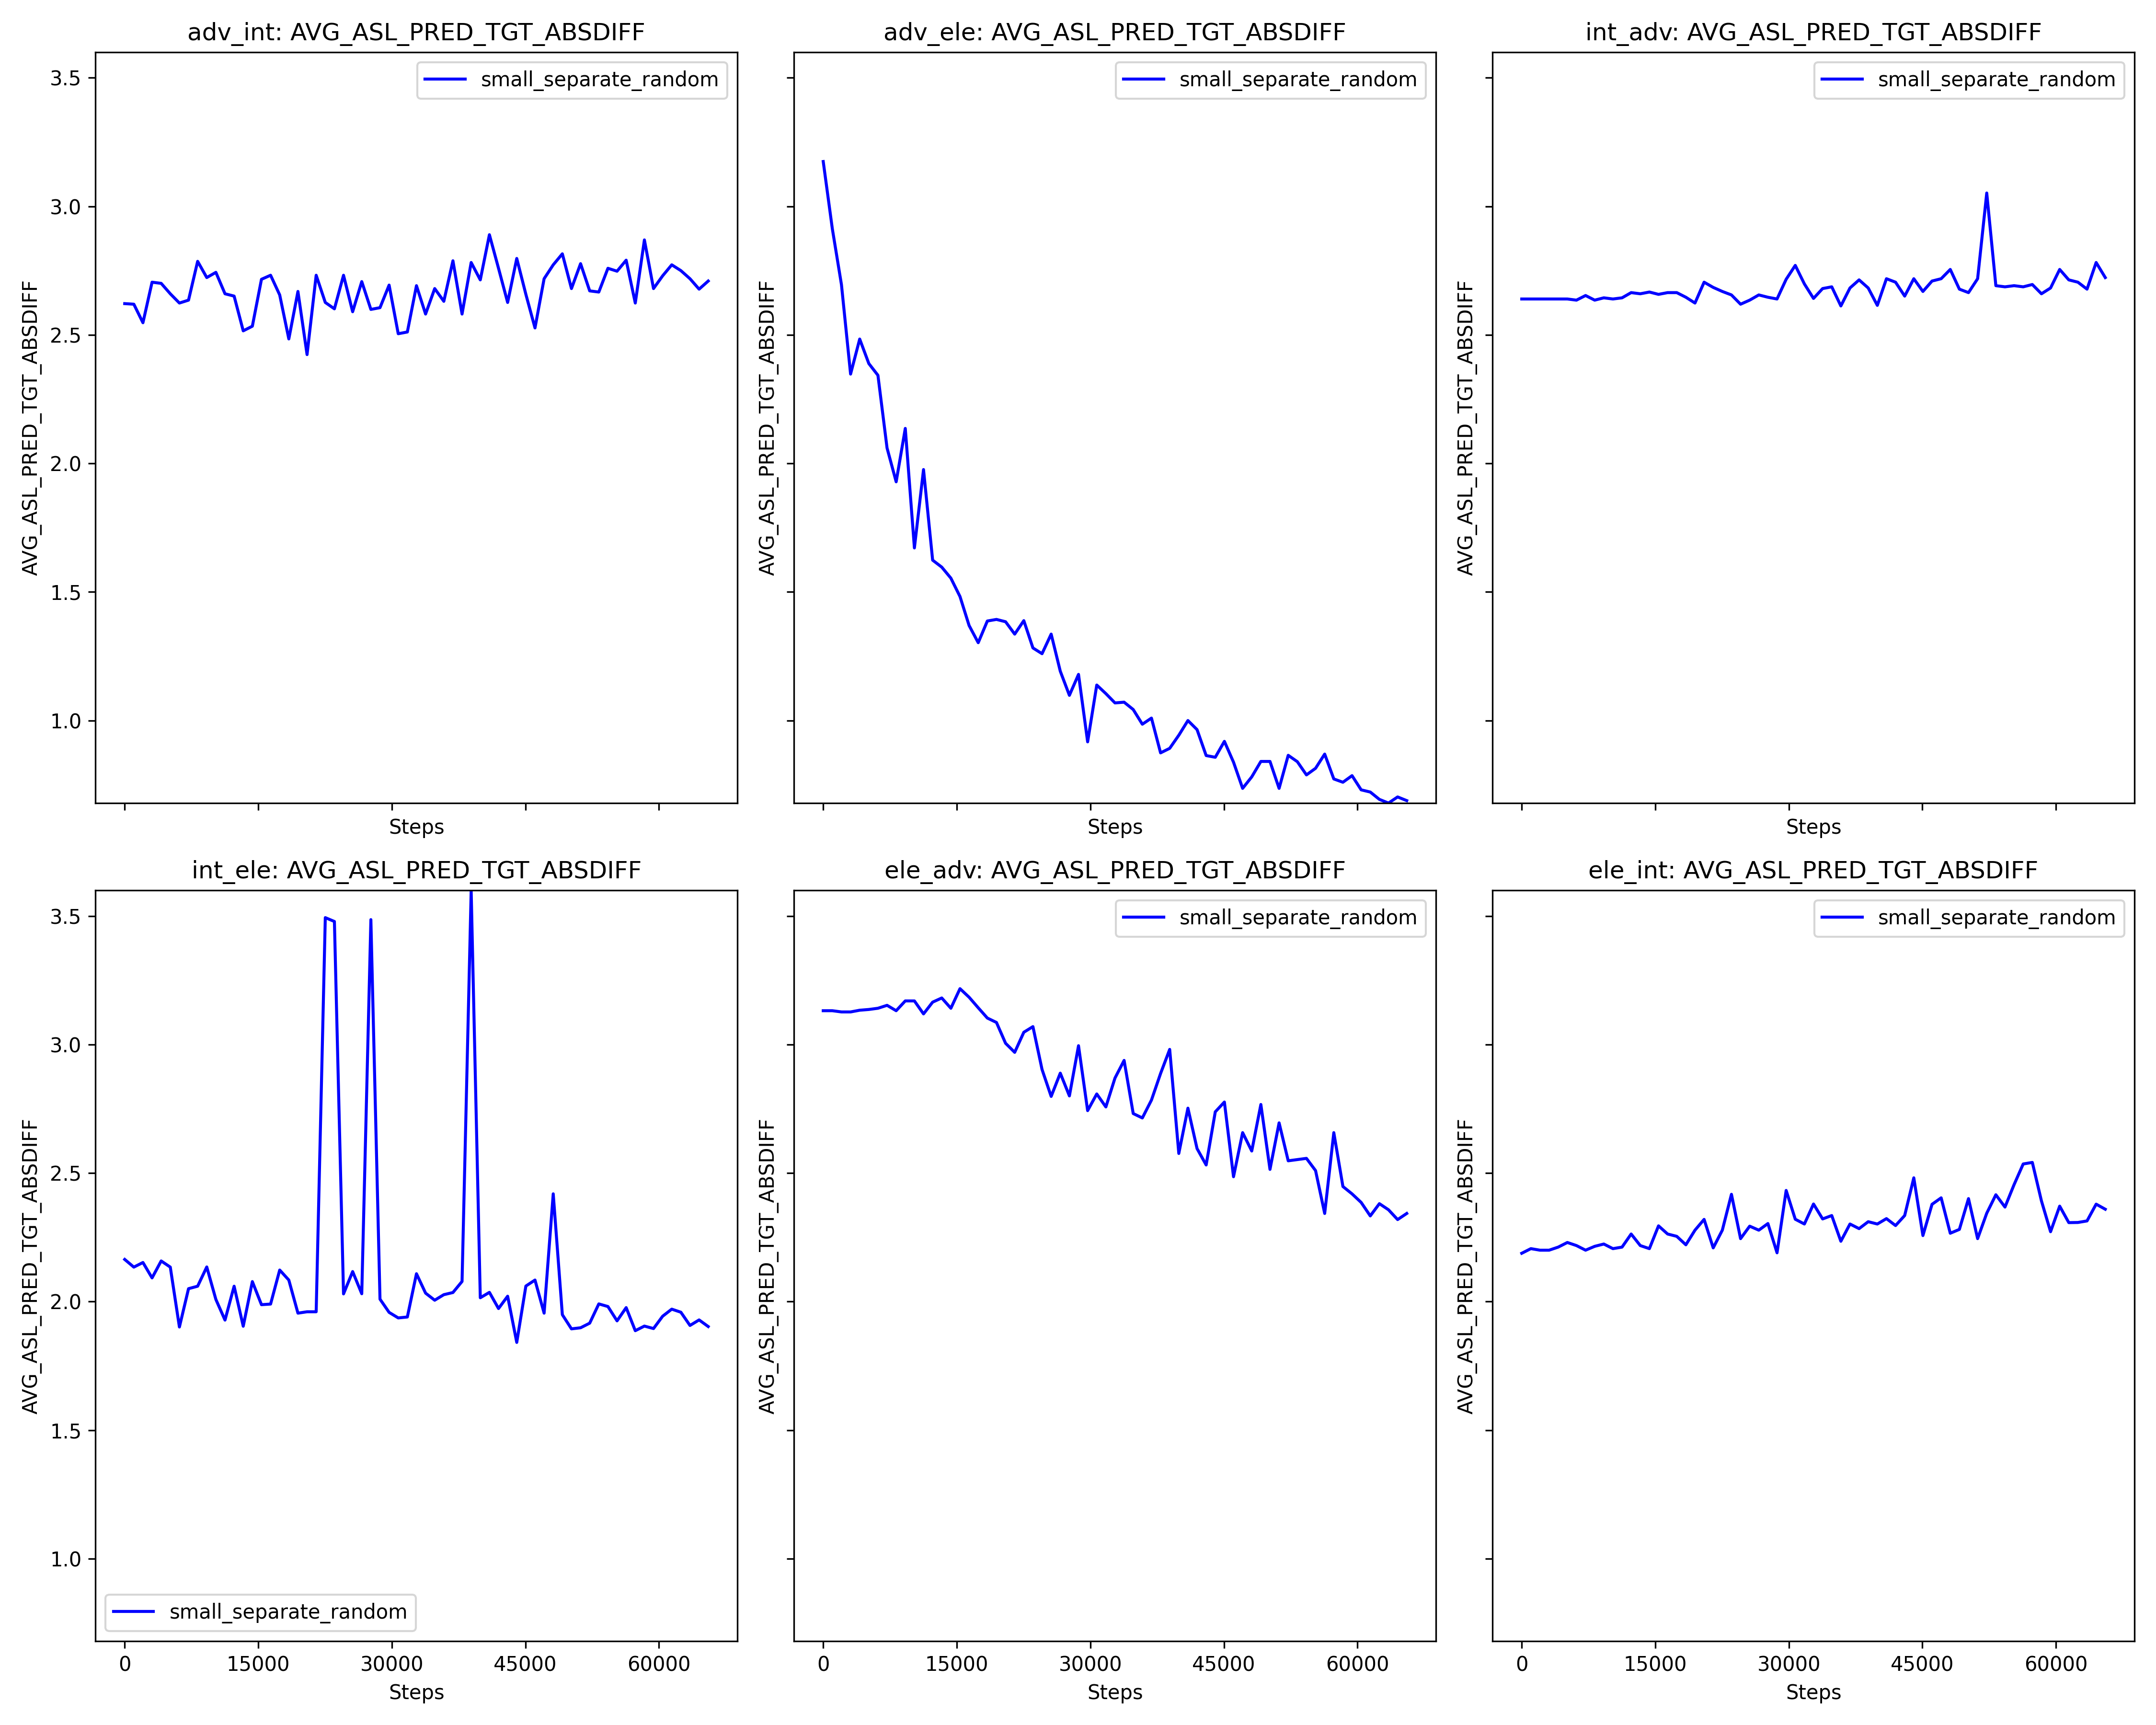 adv_int: AVG_ASL_PRED_TGT_ABSDIFF
adv_ele: AVG_ASL_PRED_TGT_ABSDIFF
int_adv: AVG_ASL_PRED_TGT_ABSDIFF
small_separate_random
small_separate_random
small_separate_random
3.5
3.0
2.5
2.0
1.5
1.0
AVG_ASL_PRED_TGT_ABSDIFF
AVG_ASL_PRED_TGT_ABSDIFF
AVG_ASL_PRED_TGT_ABSDIFF
Steps
Steps
Steps
int_ele: AVG_ASL_PRED_TGT_ABSDIFF
ele_adv: AVG_ASL_PRED_TGT_ABSDIFF
ele_int: AVG_ASL_PRED_TGT_ABSDIFF
small_separate_random
small_separate_random
3.5
3.0
2.5
2.0
1.5
1.0
AVG_ASL_PRED_TGT_ABSDIFF
AVG_ASL_PRED_TGT_ABSDIFF
AVG_ASL_PRED_TGT_ABSDIFF
small_separate_random
0 15000 30000 45000 60000
0 15000 30000 45000 60000
0 15000 30000 45000 60000
Steps
Steps
Steps